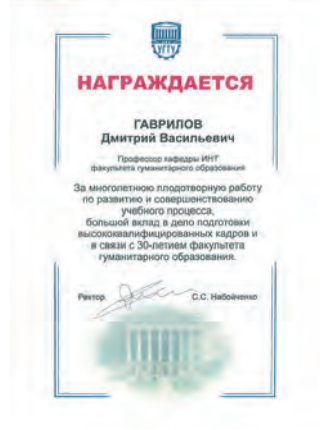 УГТУ
НАГРАЖДАЕТСЯ
ГАВРИЛОВ
Дмитрий Васильевич
Профессор кафедры ИНТ
факультета гуманитарного образования
За многолетнюю плодотворную работу
по развитию и совершенствованию
учебного процесса,
большой вклад в дело подготовки
высококвалифицированных кадров и
в связи с 30-летием факультета
гуманитарного образования.
Ректор С.С. Набойченко